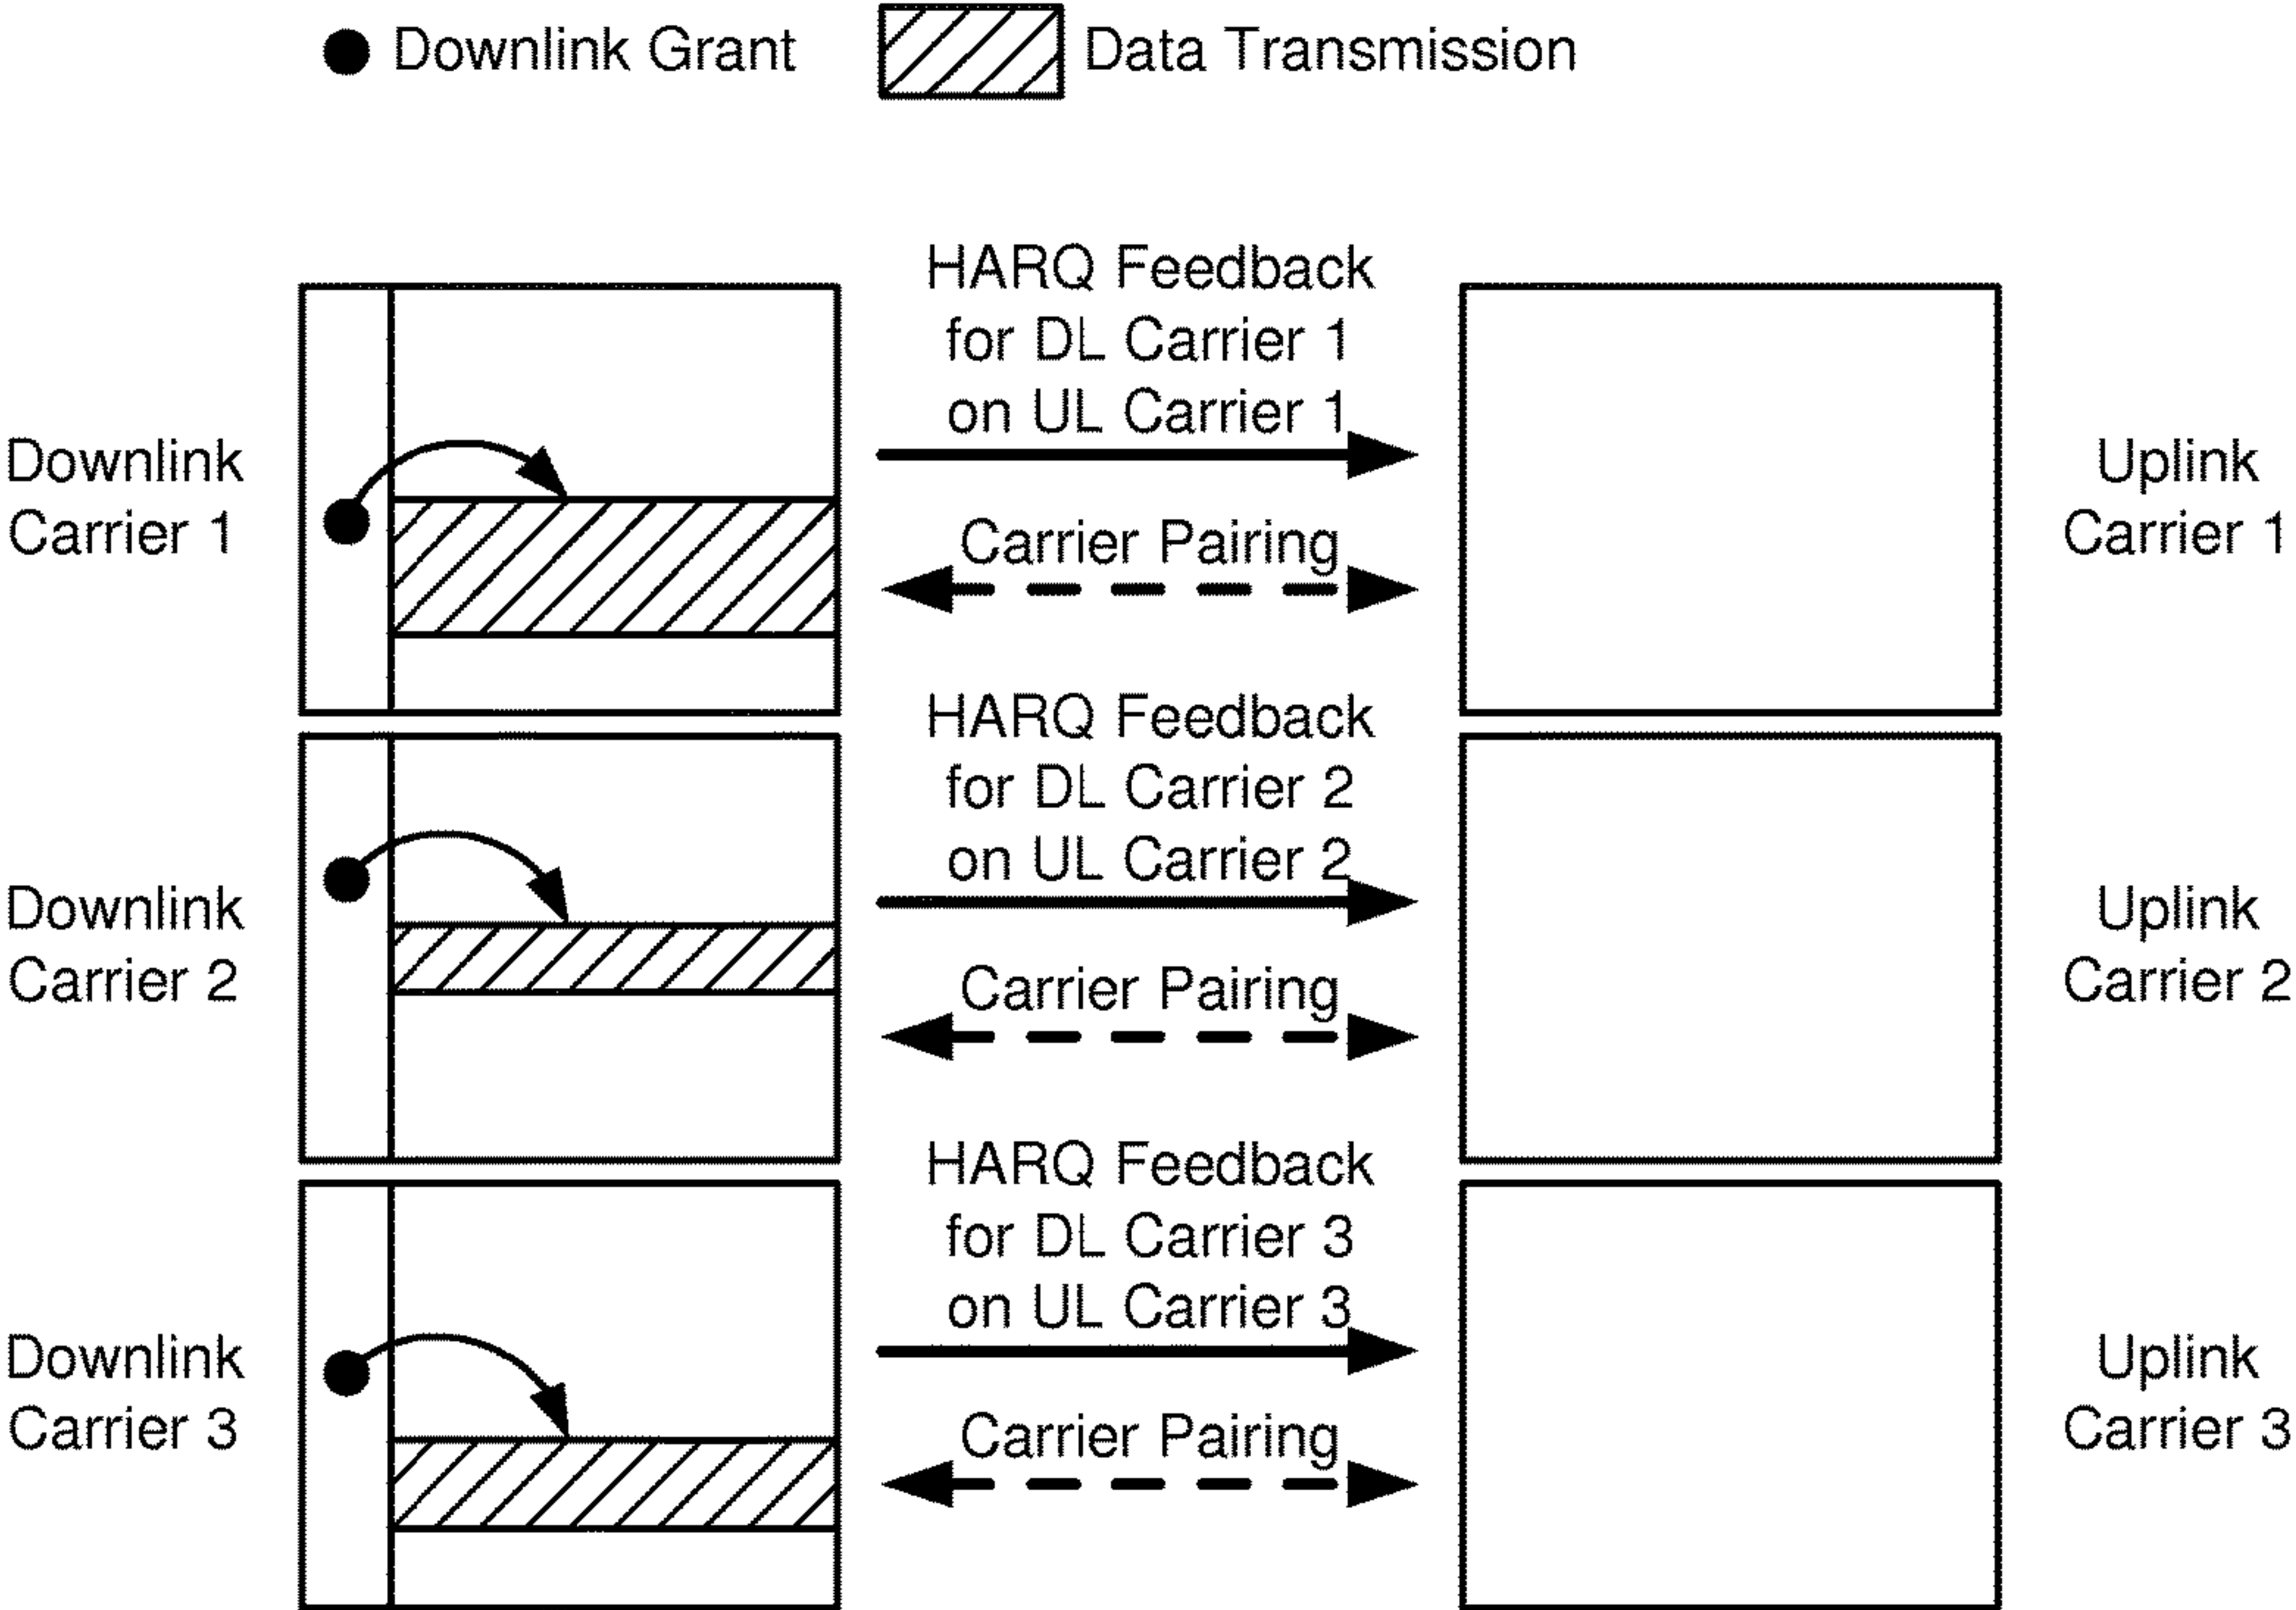 Downlink Grant
Data Transmission
HARQ Feedback
for DL Carrier 1
on UL Carrier 1
Downlink
Carrier 1
Carrier Pairing
Uplink
Carrier 1
HARQ Feedback
for DL Carrier 2
on UL Carrier 2
Downlink
Carrier 2
Carrier Pairing
Uplink
Carrier 2
HARQ Feedback
for DL Carrier 3
on UL Carrier 3
Downlink
Carrier 3
Carrier Pairing
Uplink
Carrier 3